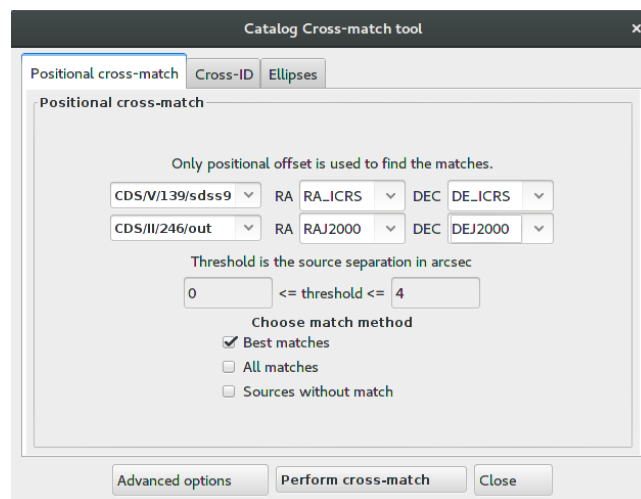 Catalog Cross-match tool ×
Positional cross-match Cross-ID Ellipses
Positional cross-match
Only positional offset is used to find the matches.
CDS/V/139/sdss9 RA RA_ICRS DEC DE_ICRS
CDS/II/246/out RA RAJ2000 DEC DEJ2000
Threshold is the source separation in arcsec
0 <= threshold <= 4
Choose match method
Best matches
All matches
Sources without match
Advanced options Perform cross-match Close